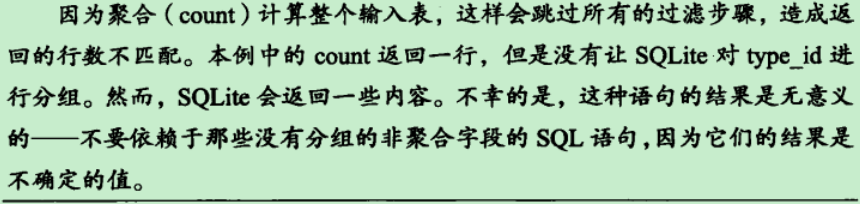 因为聚合（count）计算整个输入表，这样会跳过所有的过滤步骤，造成返
回的行数不匹配。本例中的 count 返回一行，但是没有让 SQLite 对 type_id 进
行分组。然而，SQLite 会返回一些内容。不幸的是，这种语句的结果是无意义
的——不要依赖于那些没有分组的非聚合字段的 SQL 语句，因为它们的结果是
不确定的值。